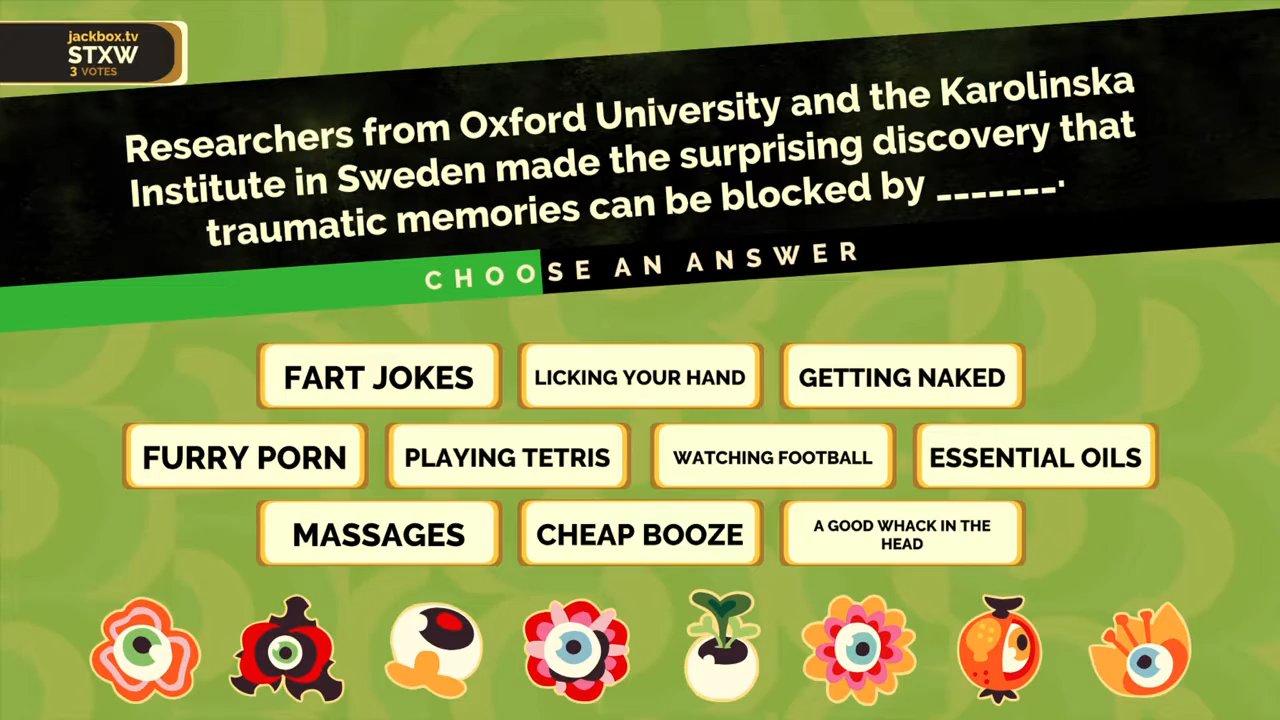 jackbox.tv
STXW
3 VOTES
Researchers from Oxford University and the Karolinska
Institute in Sweden made the surprising discovery that
traumatic memories can be blocked by _______.
CHOOSE AN ANSWER
FART JOKES
LICKING YOUR HAND
GETTING NAKED
FURRY PORN
PLAYING TETRIS
WATCHING FOOTBALL
ESSENTIAL OILS
MASSAGES
CHEAP BOOZE
A GOOD WHACK IN THE
HEAD